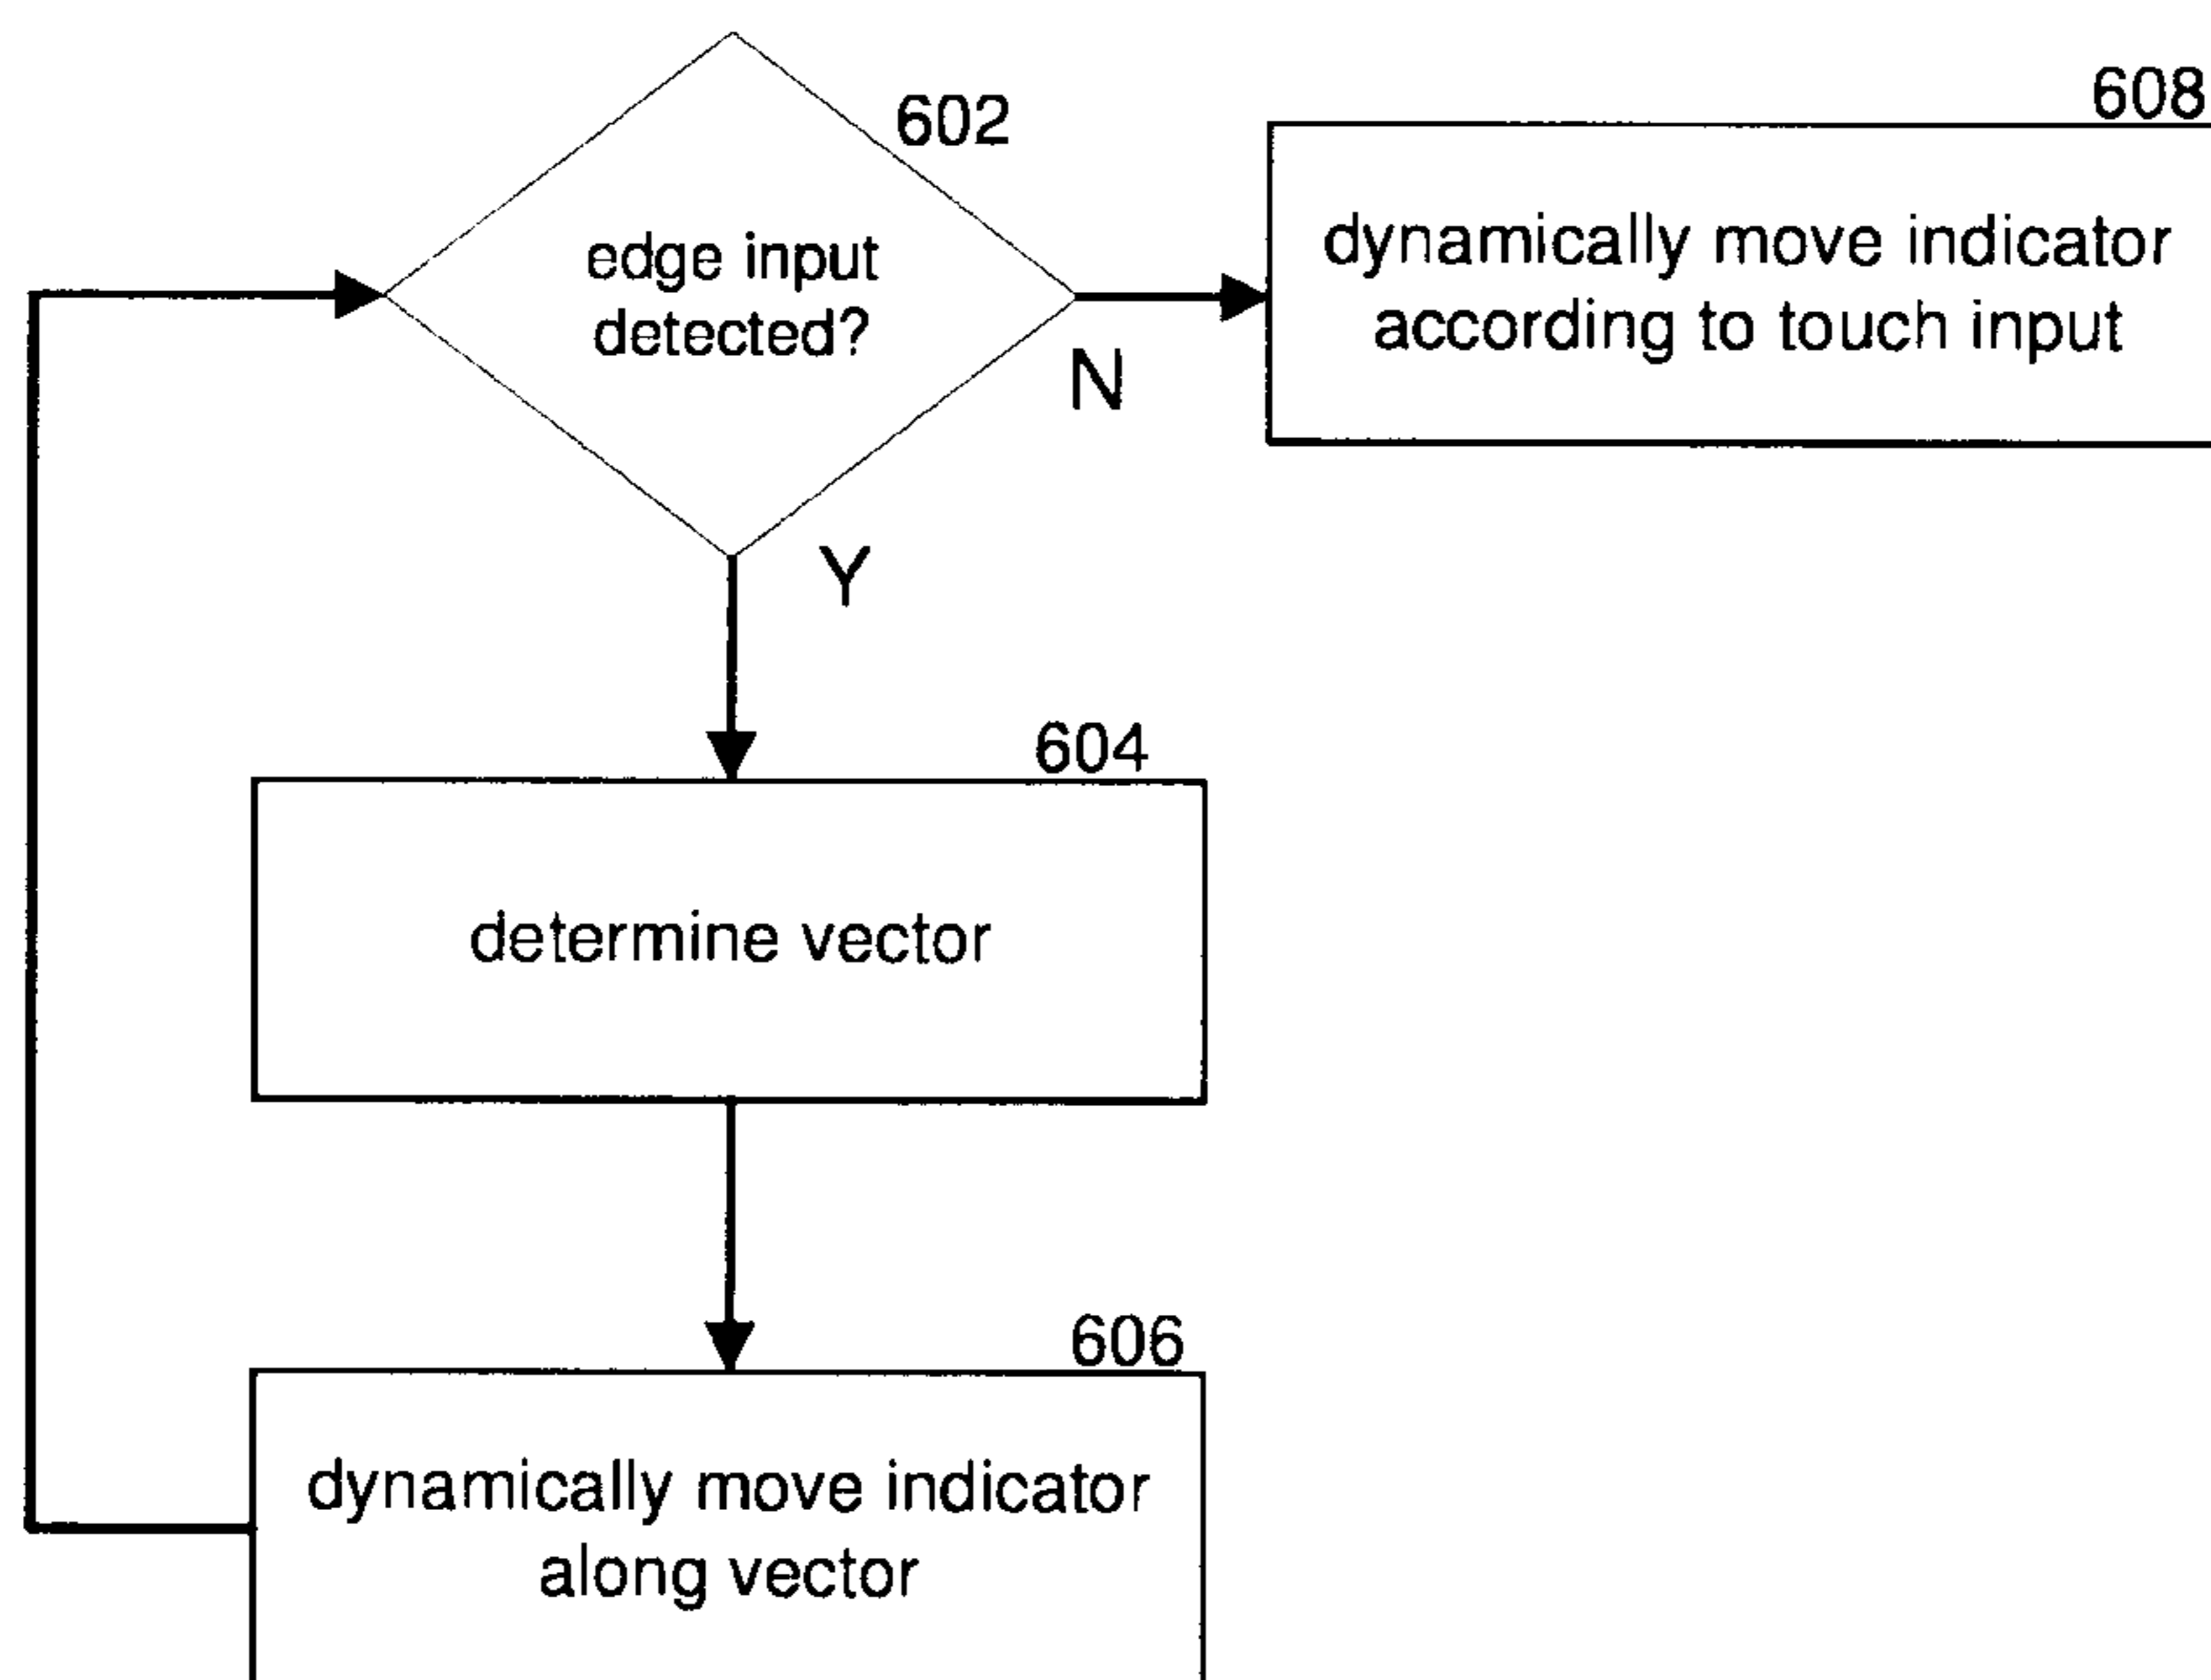 602
edge input
detected?
N
608
dynamically move indicator
according to touch input
Y
604
determine vector
606
dynamically move indicator
along vector